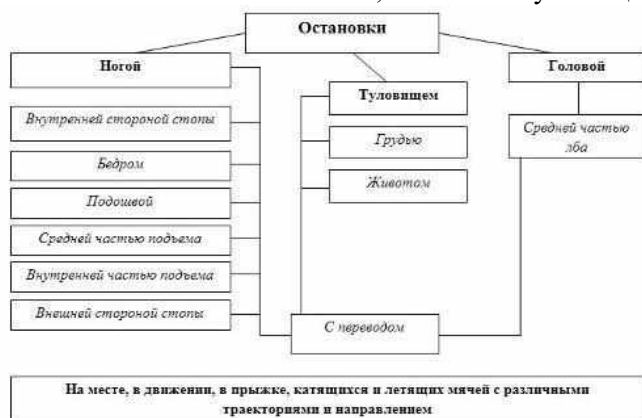 Остановки
Ногой
Головой
Туловищем
Внутренней стороной стопы
Средней частью
лба
Грудью
Бедром
Животом
Подошвой
Средней частью подъема
Внутренней частью подъема
Внешней стороной стопы
С переводом
На месте, в движении, в прыжке, катящихся и летящих мячей с различными
траекториями и направлением